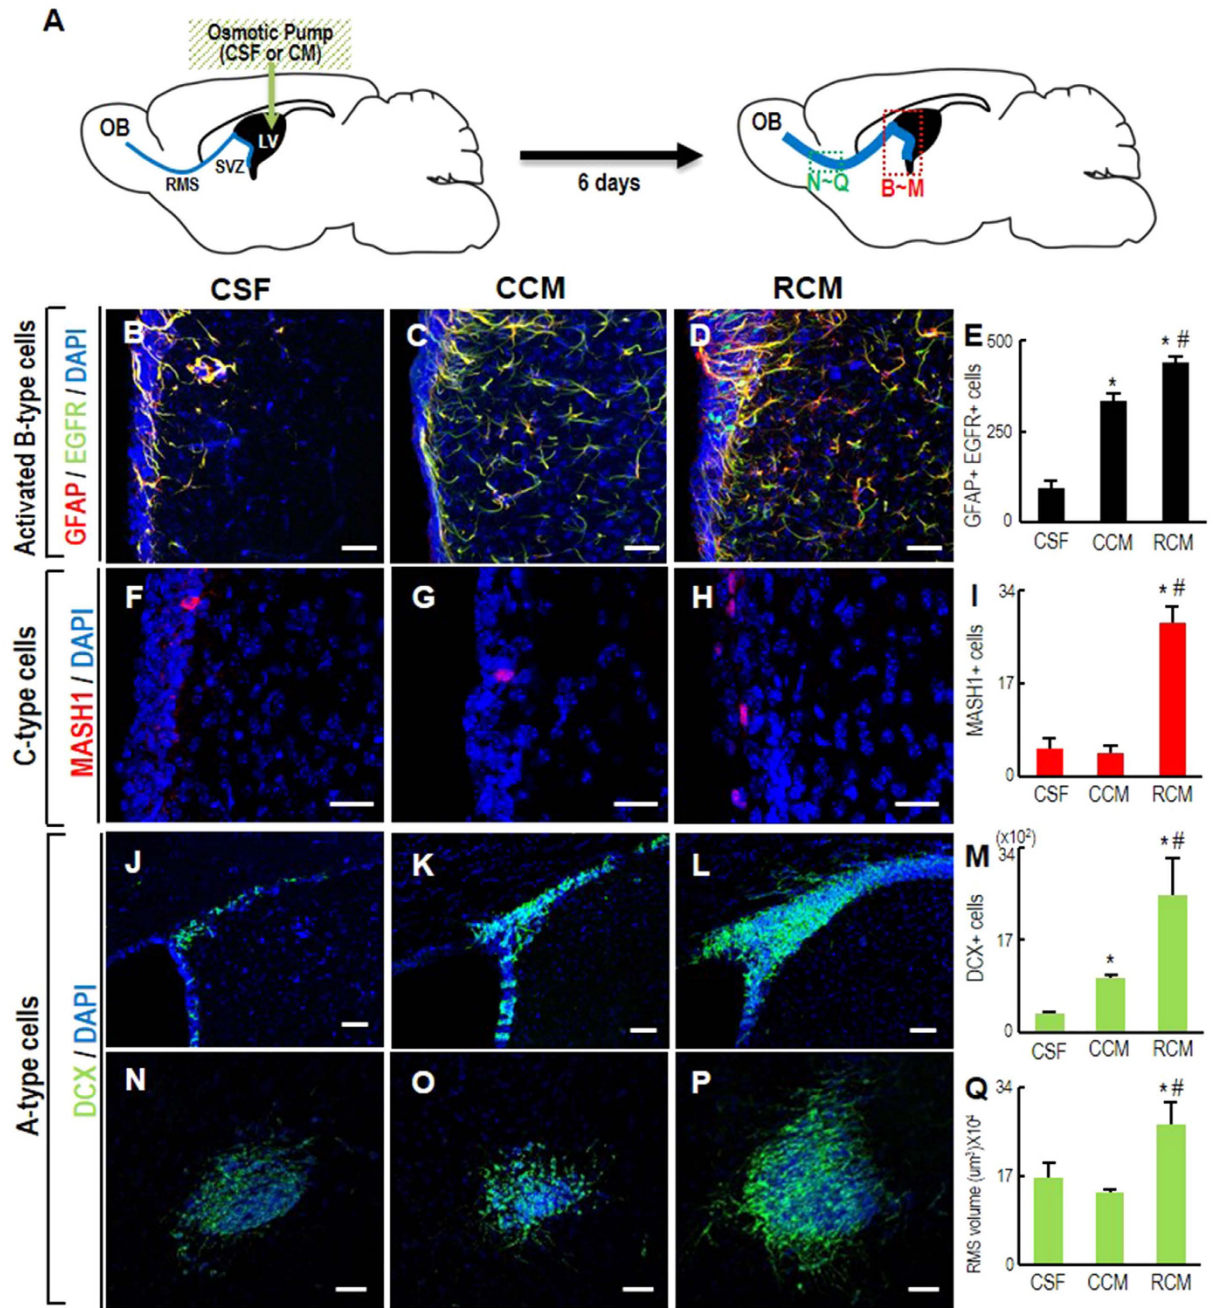 A
Osmotic Pump
(CSF or CM)
OB
LV
SVZ
RMS
6 days
OB
N~Q
B~M
CSF
CCM
RCM
Activated B-type cells
GFAP / EGFR / DAPI
B
C
D
E
500
250
0
GFAP+ EGFR+ cells
*
* #
CSF
CCM
RCM
C-type cells
MASH1 / DAPI
F
G
H
I
34
17
0
MASH1+ cells
* #
CSF
CCM
RCM
A-type cells
DCX / DAPI
J
K
L
M
(x10²)
34
17
0
DCX+ cells
*
* #
CSF
CCM
RCM
N
O
P
Q
34
17
0
RMS volume (um³)X10⁴
* #
CSF
CCM
RCM